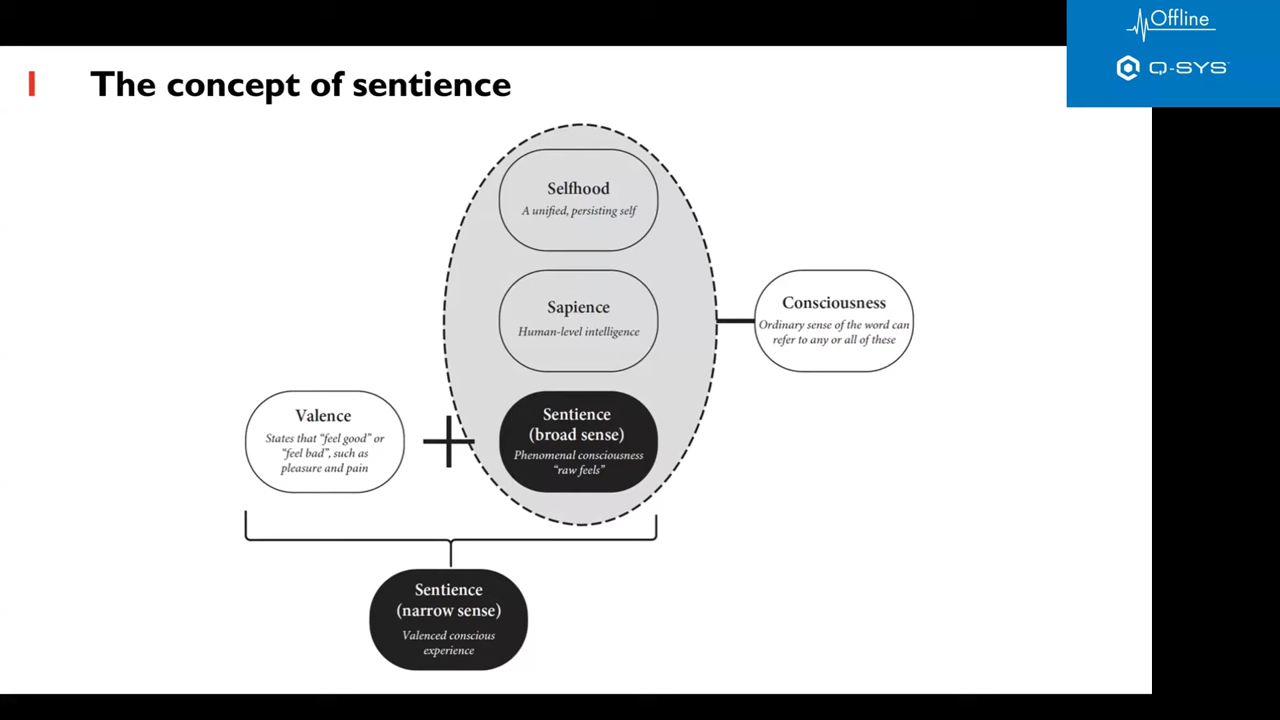 Offline
Q-SYS
The concept of sentience
Selfhood
A unified, persisting self
Sapience
Human-level intelligence
Consciousness
Ordinary sense of the word can
refer to any or all of these
Valence
States that “feel good” or
“feel bad”, such as
pleasure and pain
Sentience
(broad sense)
Phenomenal consciousness
“raw feels”
Sentience
(narrow sense)
Valenced conscious
experience